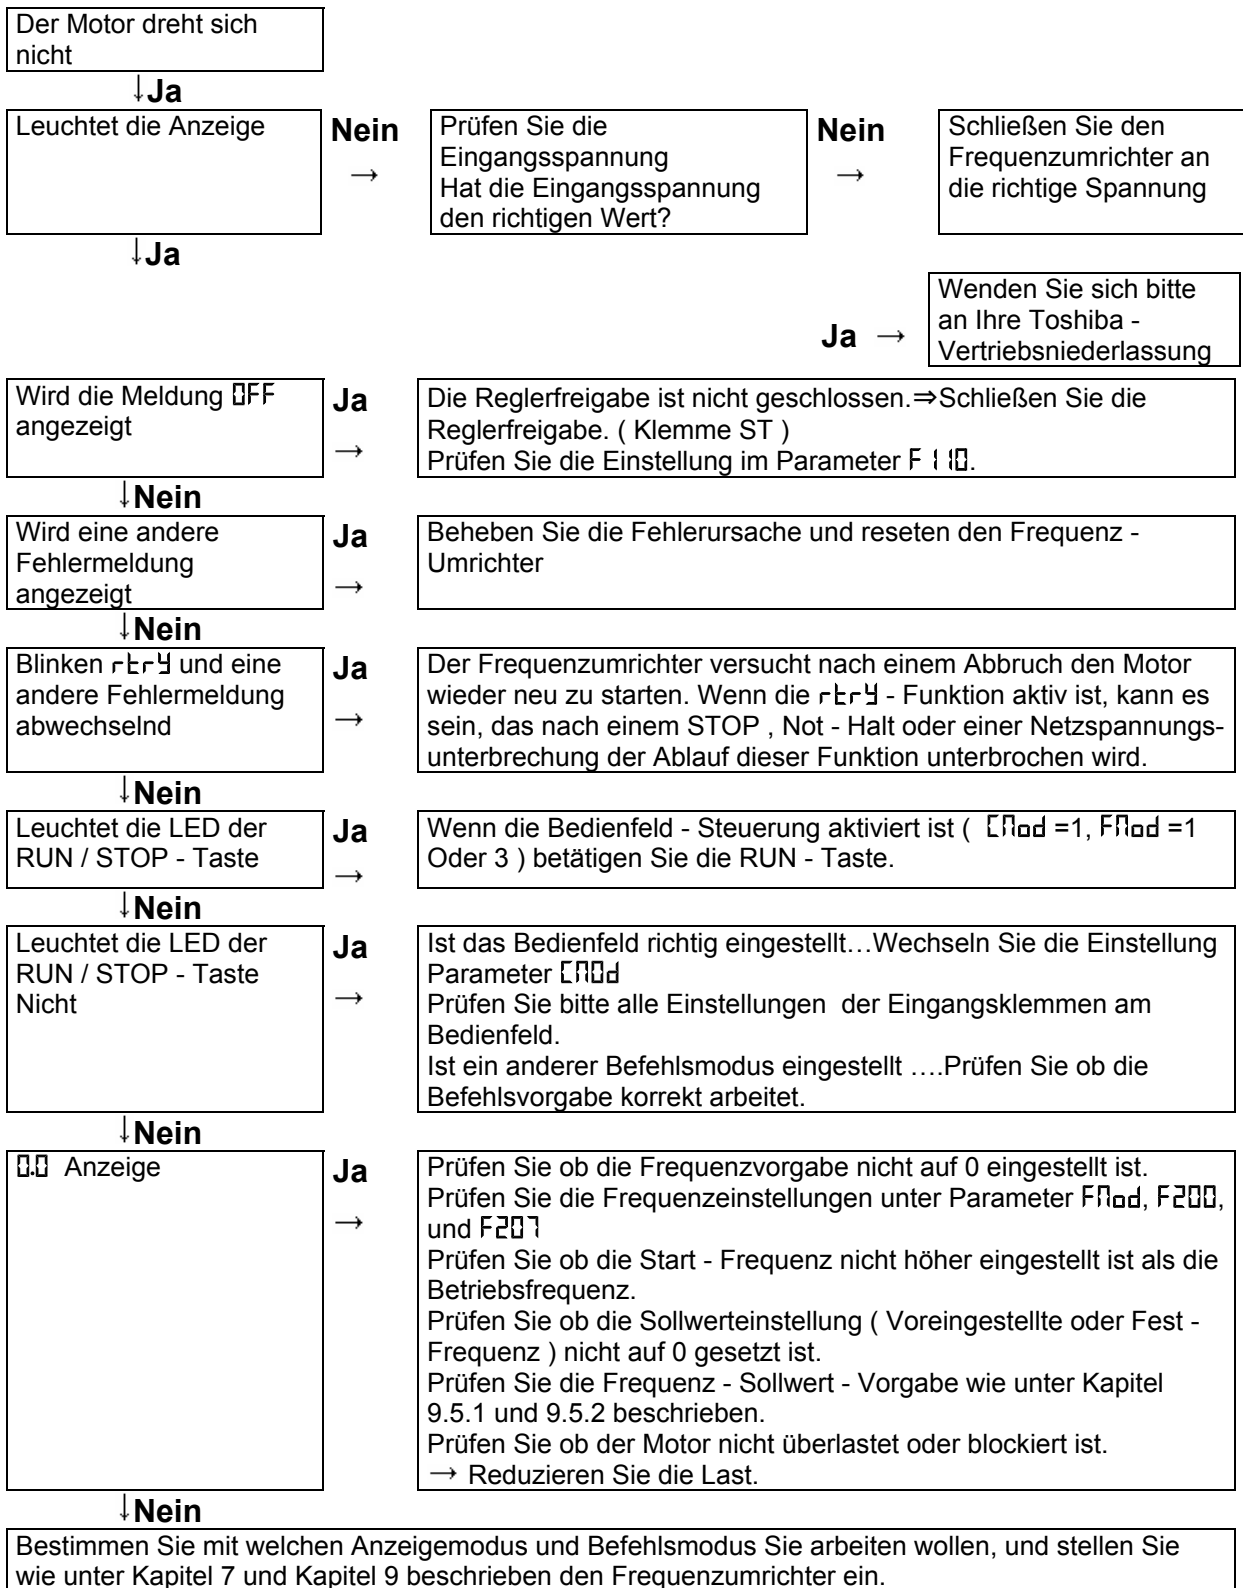 Der Motor dreht sich
nicht
↓Ja
Leuchtet die Anzeige
Nein
→
Prüfen Sie die
Eingangsspannung
Hat die Eingangsspannung
den richtigen Wert?
Nein
→
Schließen Sie den
Frequenzumrichter an
die richtige Spannung
↓Ja
Ja →
Wenden Sie sich bitte
an Ihre Toshiba -
Vertriebsniederlassung
Wird die Meldung OFF
angezeigt
Ja
→
Die Reglerfreigabe ist nicht geschlossen.⇒Schließen Sie die
Reglerfreigabe. ( Klemme ST )
Prüfen Sie die Einstellung im Parameter F110.
↓Nein
Wird eine andere
Fehlermeldung
angezeigt
Ja
→
Beheben Sie die Fehlerursache und reseten den Frequenz -
Umrichter
↓Nein
Blinken rtry und eine
andere Fehlermeldung
abwechselnd
Ja
→
Der Frequenzumrichter versucht nach einem Abbruch den Motor
wieder neu zu starten. Wenn die rtry - Funktion aktiv ist, kann es
sein, das nach einem STOP , Not - Halt oder einer Netzspannungs-
unterbrechung der Ablauf dieser Funktion unterbrochen wird.
↓Nein
Leuchtet die LED der
RUN / STOP - Taste
Ja
→
Wenn die Bedienfeld - Steuerung aktiviert ist ( CMod =1, FMod =1
Oder 3 ) betätigen Sie die RUN - Taste.
↓Nein
Leuchtet die LED der
RUN / STOP - Taste
Nicht
Ja
→
Ist das Bedienfeld richtig eingestellt…Wechseln Sie die Einstellung
Parameter CMOd
Prüfen Sie bitte alle Einstellungen der Eingangsklemmen am
Bedienfeld.
Ist ein anderer Befehlsmodus eingestellt ….Prüfen Sie ob die
Befehlsvorgabe korrekt arbeitet.
↓Nein
0.0 Anzeige
Ja
→
Prüfen Sie ob die Frequenzvorgabe nicht auf 0 eingestellt ist.
Prüfen Sie die Frequenzeinstellungen unter Parameter FMod, F200,
und F207
Prüfen Sie ob die Start - Frequenz nicht höher eingestellt ist als die
Betriebsfrequenz.
Prüfen Sie ob die Sollwerteinstellung ( Voreingestellte oder Fest -
Frequenz ) nicht auf 0 gesetzt ist.
Prüfen Sie die Frequenz - Sollwert - Vorgabe wie unter Kapitel
9.5.1 und 9.5.2 beschrieben.
Prüfen Sie ob der Motor nicht überlastet oder blockiert ist.
→ Reduzieren Sie die Last.
↓Nein
Bestimmen Sie mit welchen Anzeigemodus und Befehlsmodus Sie arbeiten wollen, und stellen Sie
wie unter Kapitel 7 und Kapitel 9 beschrieben den Frequenzumrichter ein.